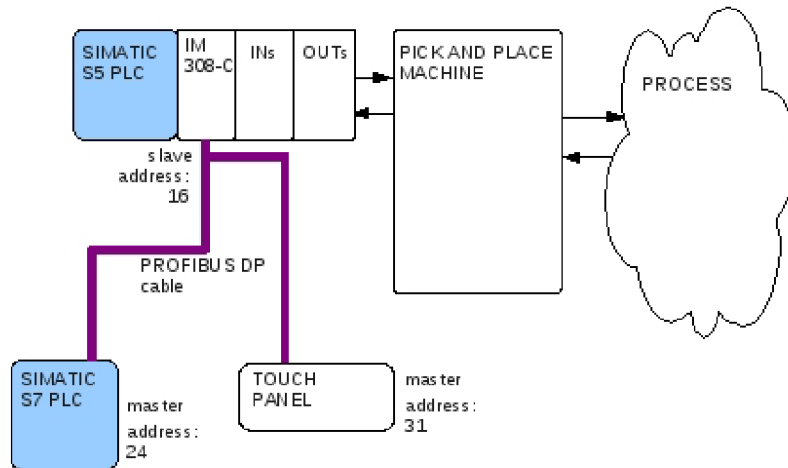 SIMATIC
S5 PLC
IM
308-C
INs
OUTs
PICK AND PLACE
MACHINE
PROCESS
slave
address:
16
PROFIBUS DP
cable
SIMATIC
S7 PLC
master
address:
24
TOUCH
PANEL
master
address:
31